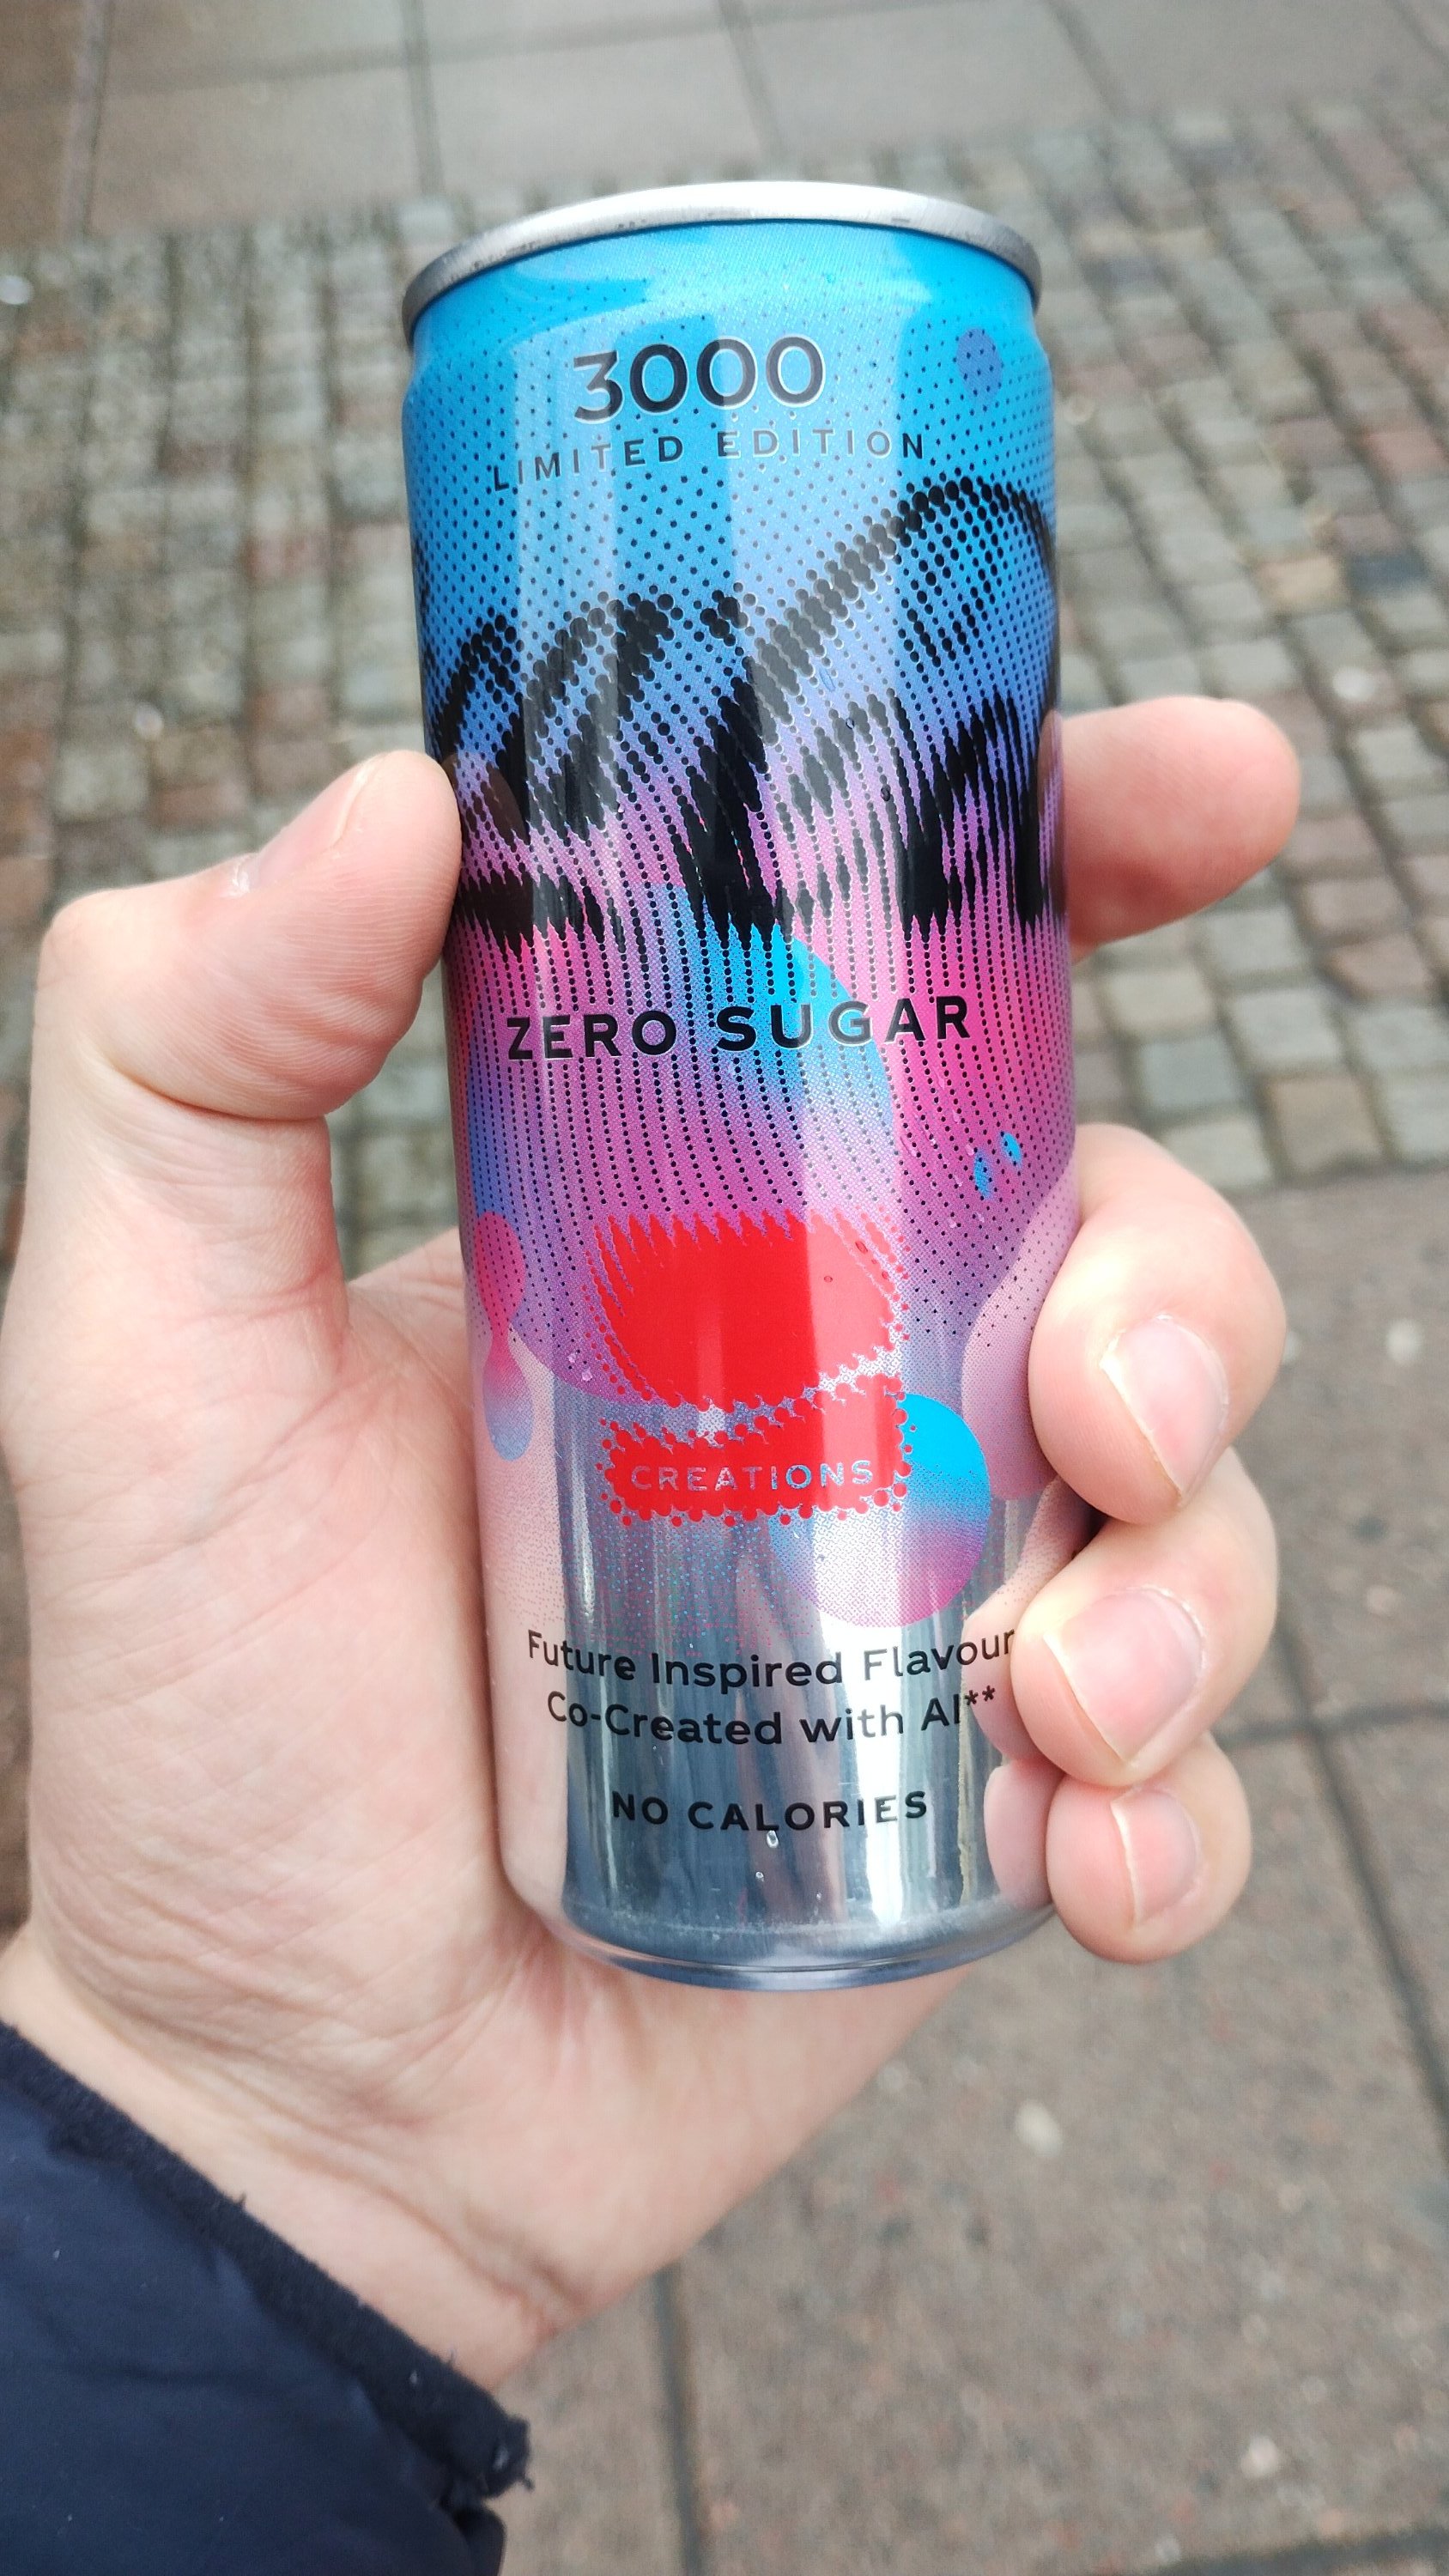 3000
LIMITED EDITION
ZERO SUGAR
CREATIONS
Future Inspired Flavour
Co-Created with AI**
NO CALORIES